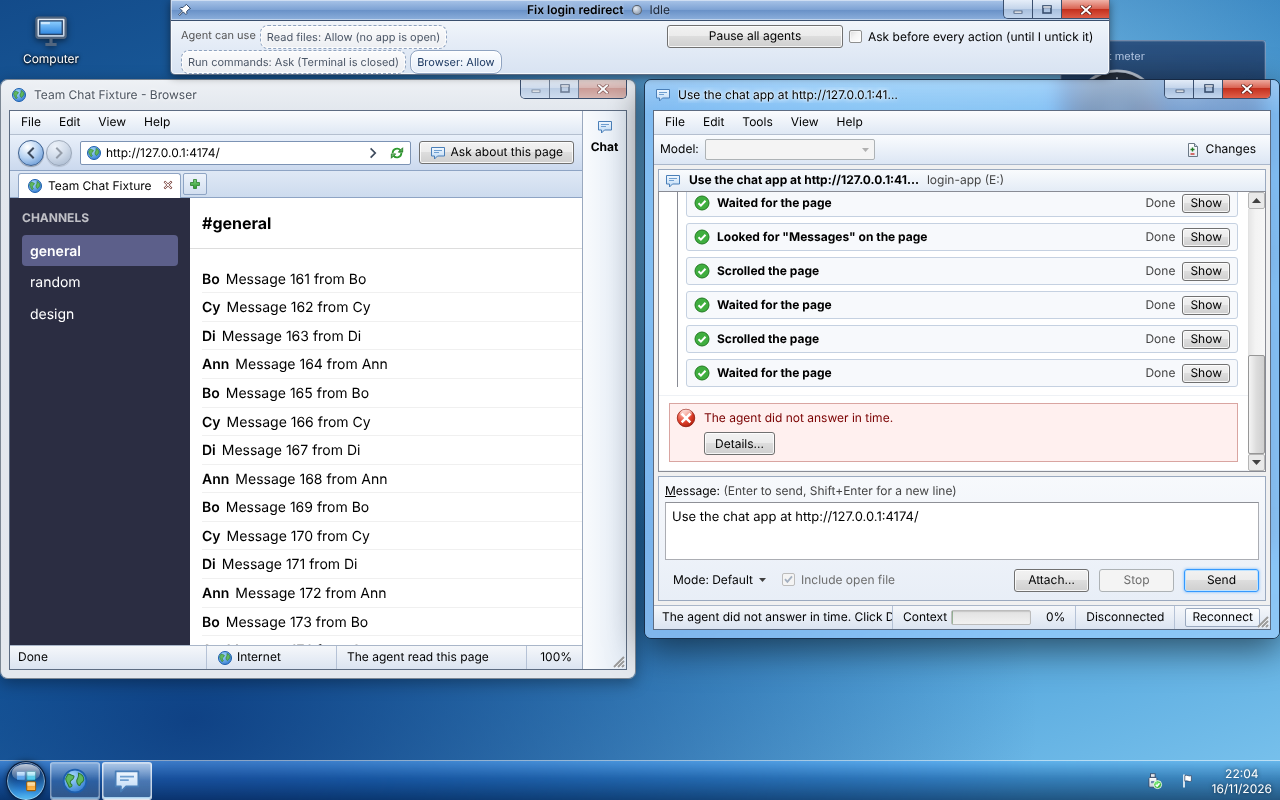 Computer
Fix login redirect Idle
Agent can use Read files: Allow (no app is open)
Run commands: Ask (Terminal is closed) Browser: Allow
Pause all agents
Ask before every action (until I untick it)
meter
Team Chat Fixture - Browser
File Edit View Help
http://127.0.0.1:4174/
Ask about this page
Team Chat Fixture
CHANNELS
general
random
design
#general
Bo Message 161 from Bo
Cy Message 162 from Cy
Di Message 163 from Di
Ann Message 164 from Ann
Bo Message 165 from Bo
Cy Message 166 from Cy
Di Message 167 from Di
Ann Message 168 from Ann
Bo Message 169 from Bo
Cy Message 170 from Cy
Di Message 171 from Di
Ann Message 172 from Ann
Bo Message 173 from Bo
Chat
Done Internet The agent read this page 100%
Use the chat app at http://127.0.0.1:41...
File Edit Tools View Help
Model:
Changes
Use the chat app at http://127.0.0.1:41... login-app (E:)
Waited for the page Done Show
Looked for "Messages" on the page Done Show
Scrolled the page Done Show
Waited for the page Done Show
Scrolled the page Done Show
Waited for the page Done Show
The agent did not answer in time.
Details...
Message: (Enter to send, Shift+Enter for a new line)
Use the chat app at http://127.0.0.1:4174/
Mode: Default Include open file Attach... Stop Send
The agent did not answer in time. Click Context 0% Disconnected Reconnect
22:04
16/11/2026